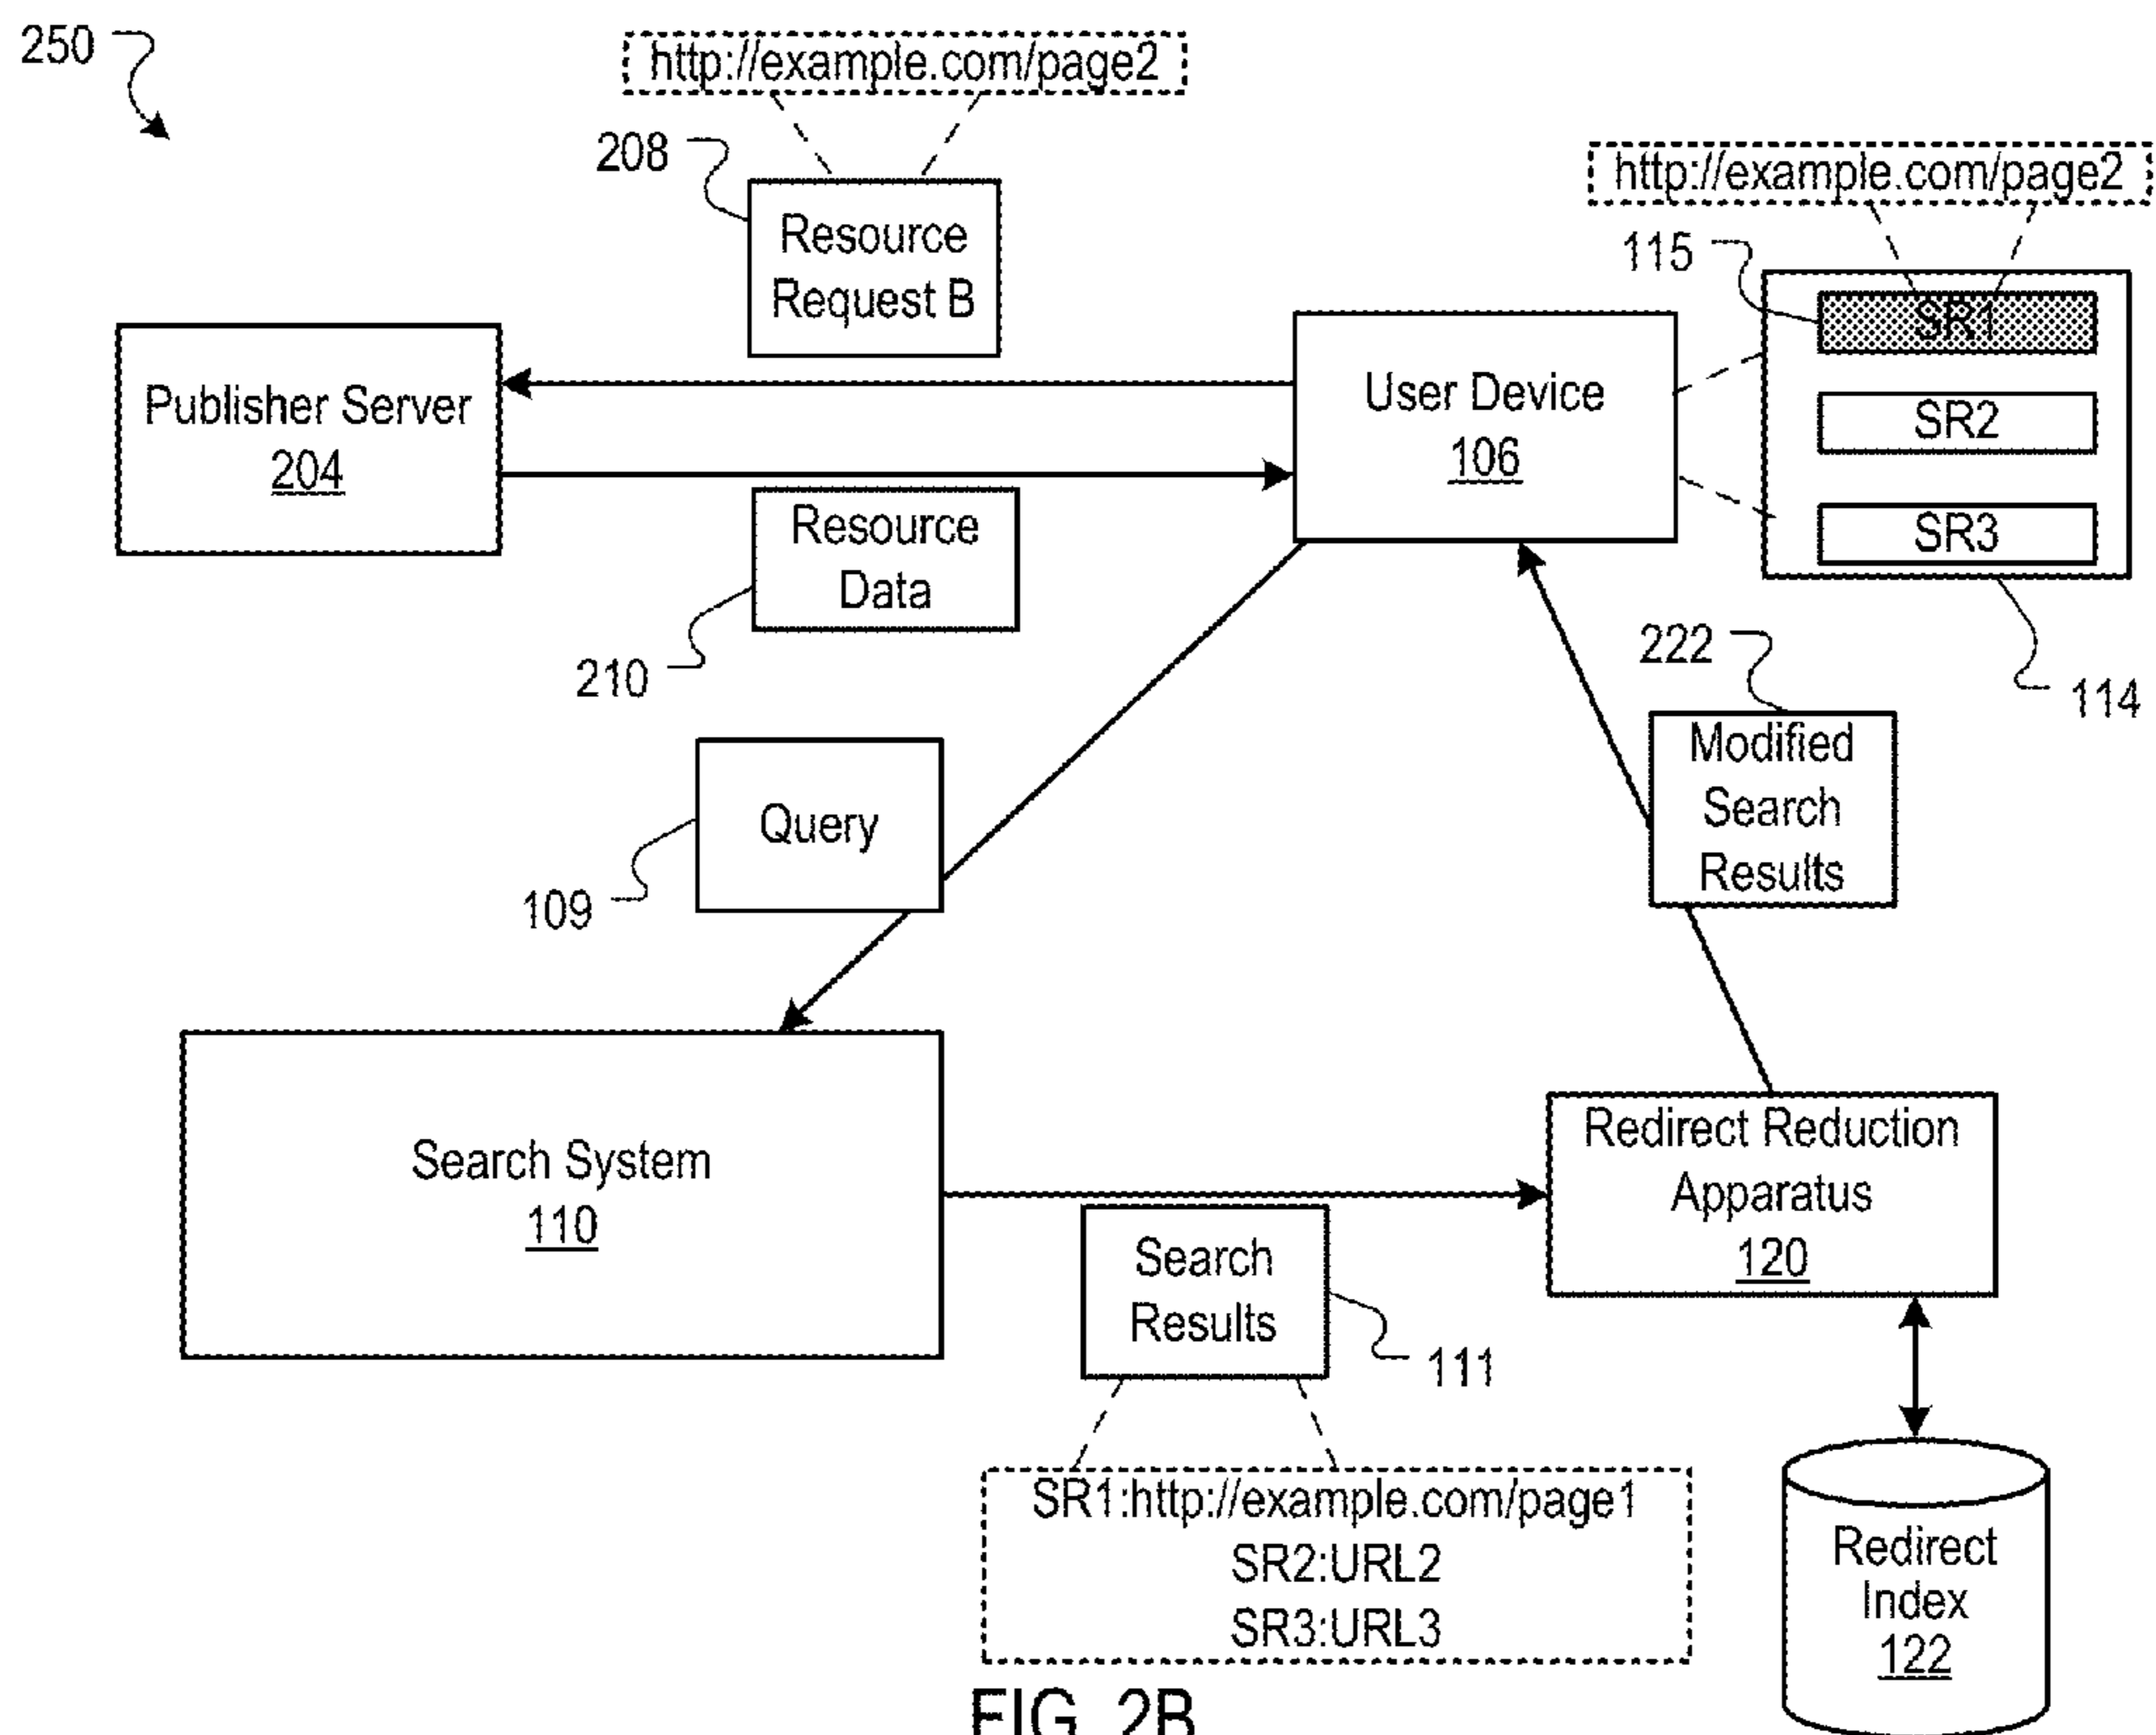 250
http://example.com/page2
208
Resource
Request B
http://example.com/page2
115
SR1
SR2
SR3
114
Publisher Server
204
User Device
106
Resource
Data
210
222
Modified
Search
Results
Query
109
Search System
110
Redirect Reduction
Apparatus
120
Search
Results
111
SR1:http://example.com/page1
SR2:URL2
SR3:URL3
Redirect
Index
122
FIG. 2B